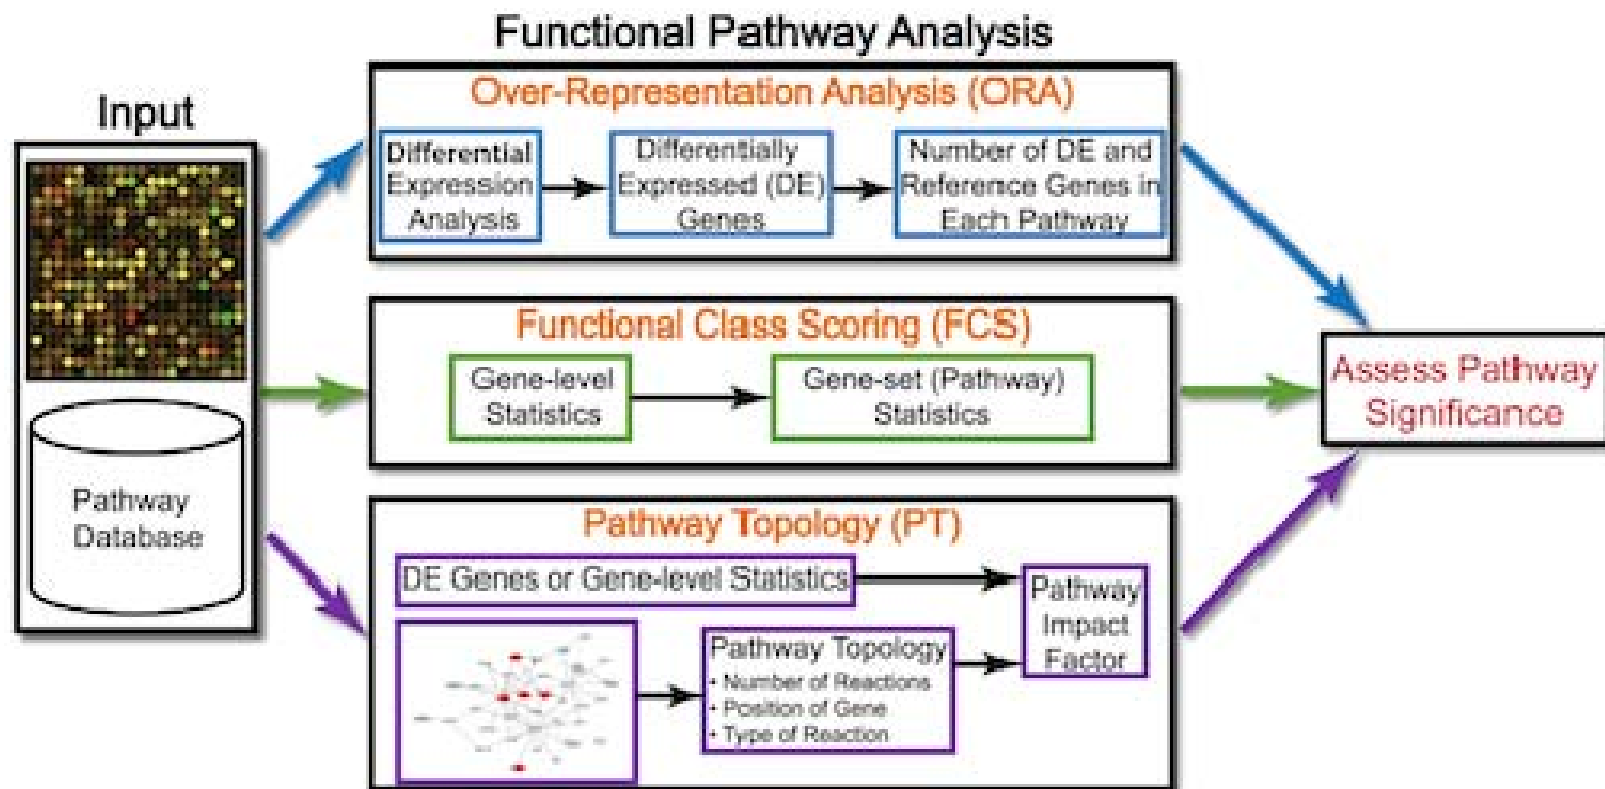 Functional Pathway Analysis
Input
Pathway
Database
Over-Representation Analysis (ORA)
Differential
Expression
Analysis
Differentially
Expressed (DE)
Genes
Number of DE and
Reference Genes in
Each Pathway
Functional Class Scoring (FCS)
Gene-level
Statistics
Gene-set (Pathway)
Statistics
Pathway Topology (PT)
DE Genes or Gene-level Statistics
Pathway Topology
• Number of Reactions
• Position of Gene
• Type of Reaction
Pathway
Impact
Factor
Assess Pathway
Significance